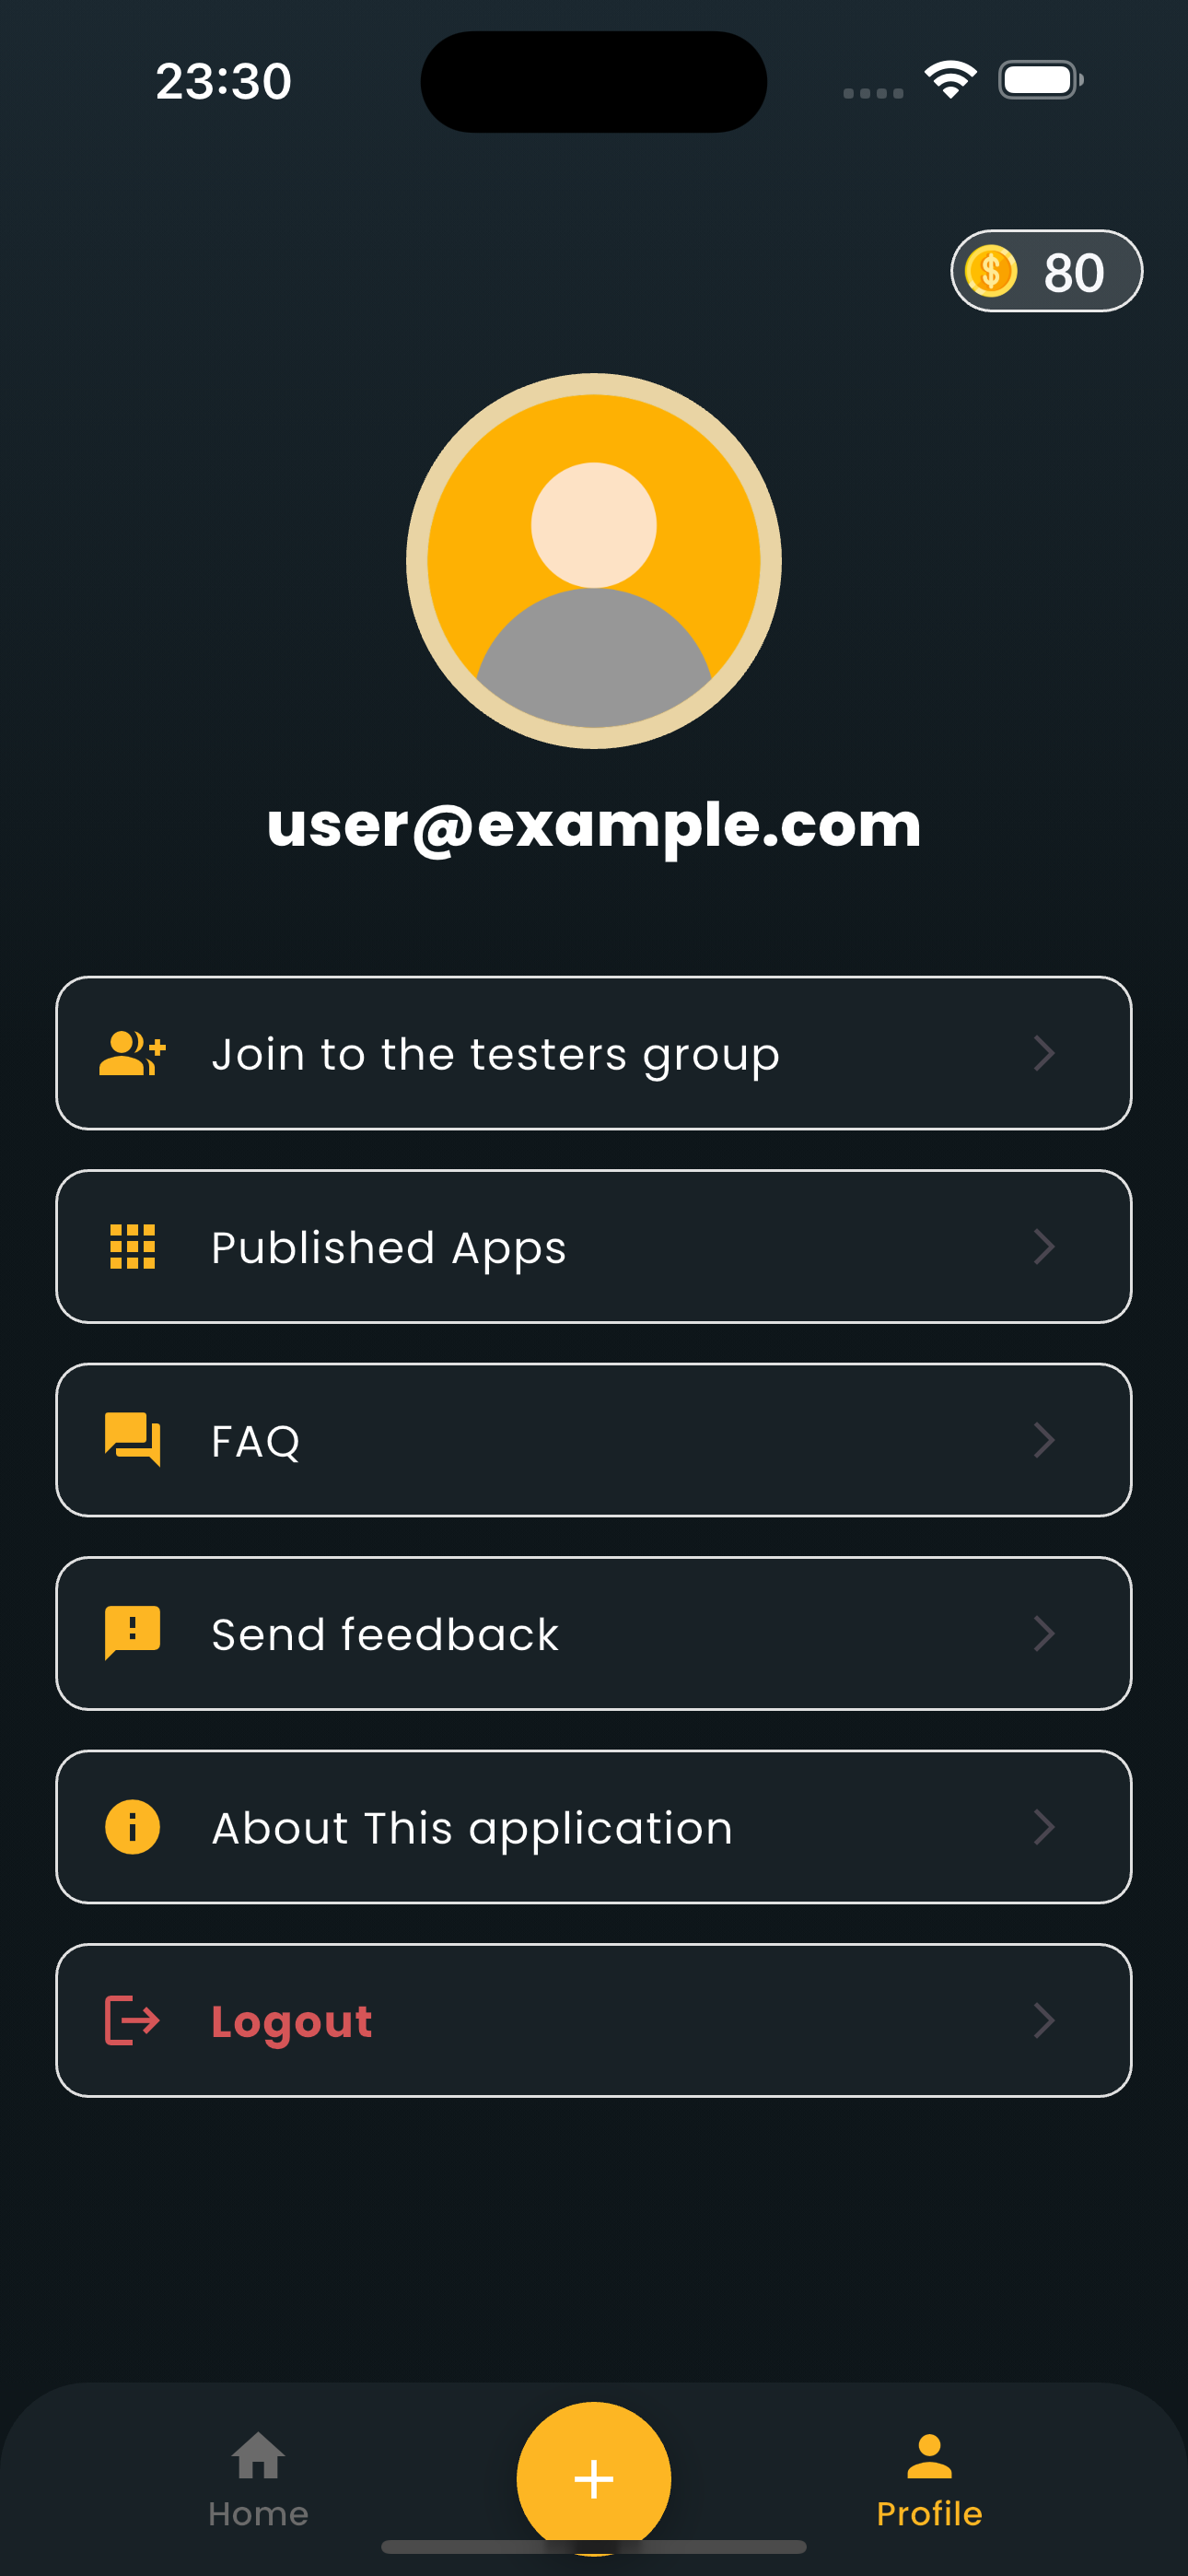 23:30
80
user@example.com
Join to the testers group
Published Apps
FAQ
Send feedback
About This application
Logout
Home
Profile